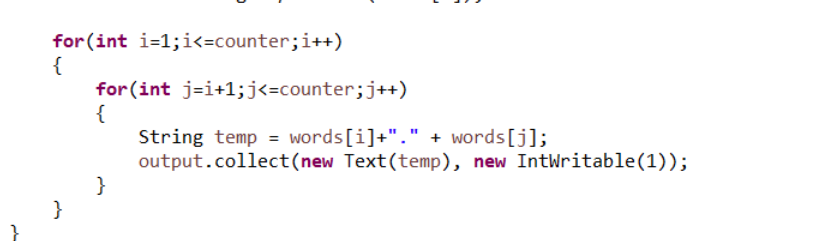 for(int i=1;i<=counter;i++)
{
for(int j=i+1;j<=counter;j++)
{
String temp = words[i]+"." + words[j];
output.collect(new Text(temp), new IntWritable(1));
}
}
}